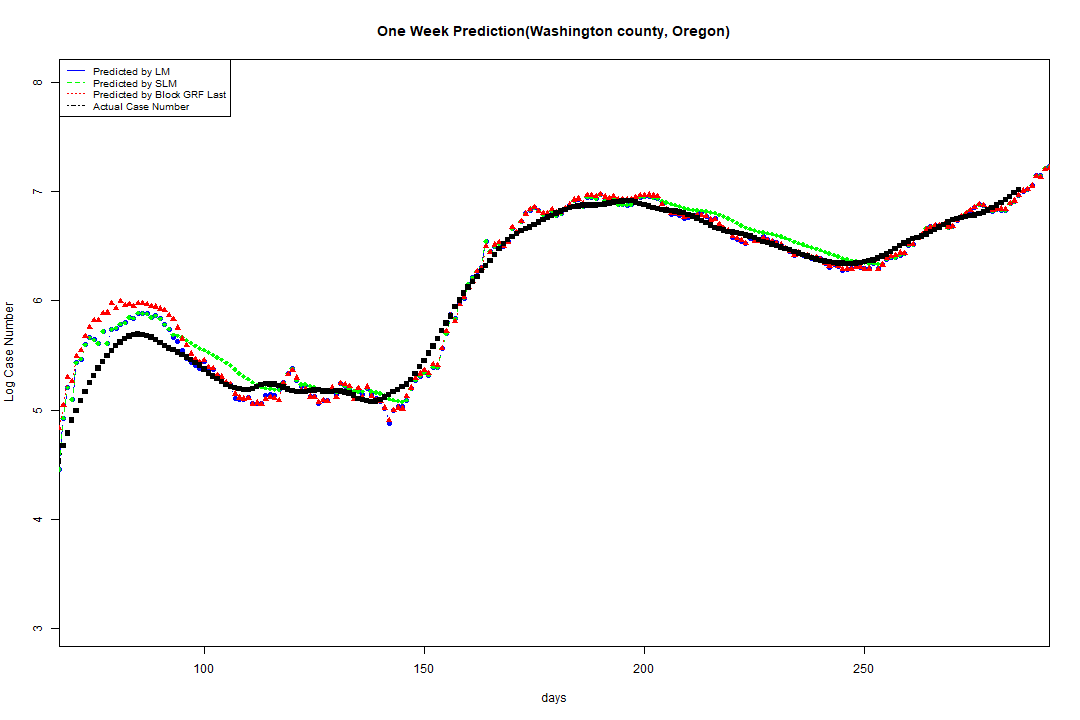 One Week Prediction(Washington county, Oregon)
Predicted by LM
Predicted by SLM
Predicted by Block GRF Last
Actual Case Number
8
7
6
5
4
3
Log Case Number
100
150
200
250
days